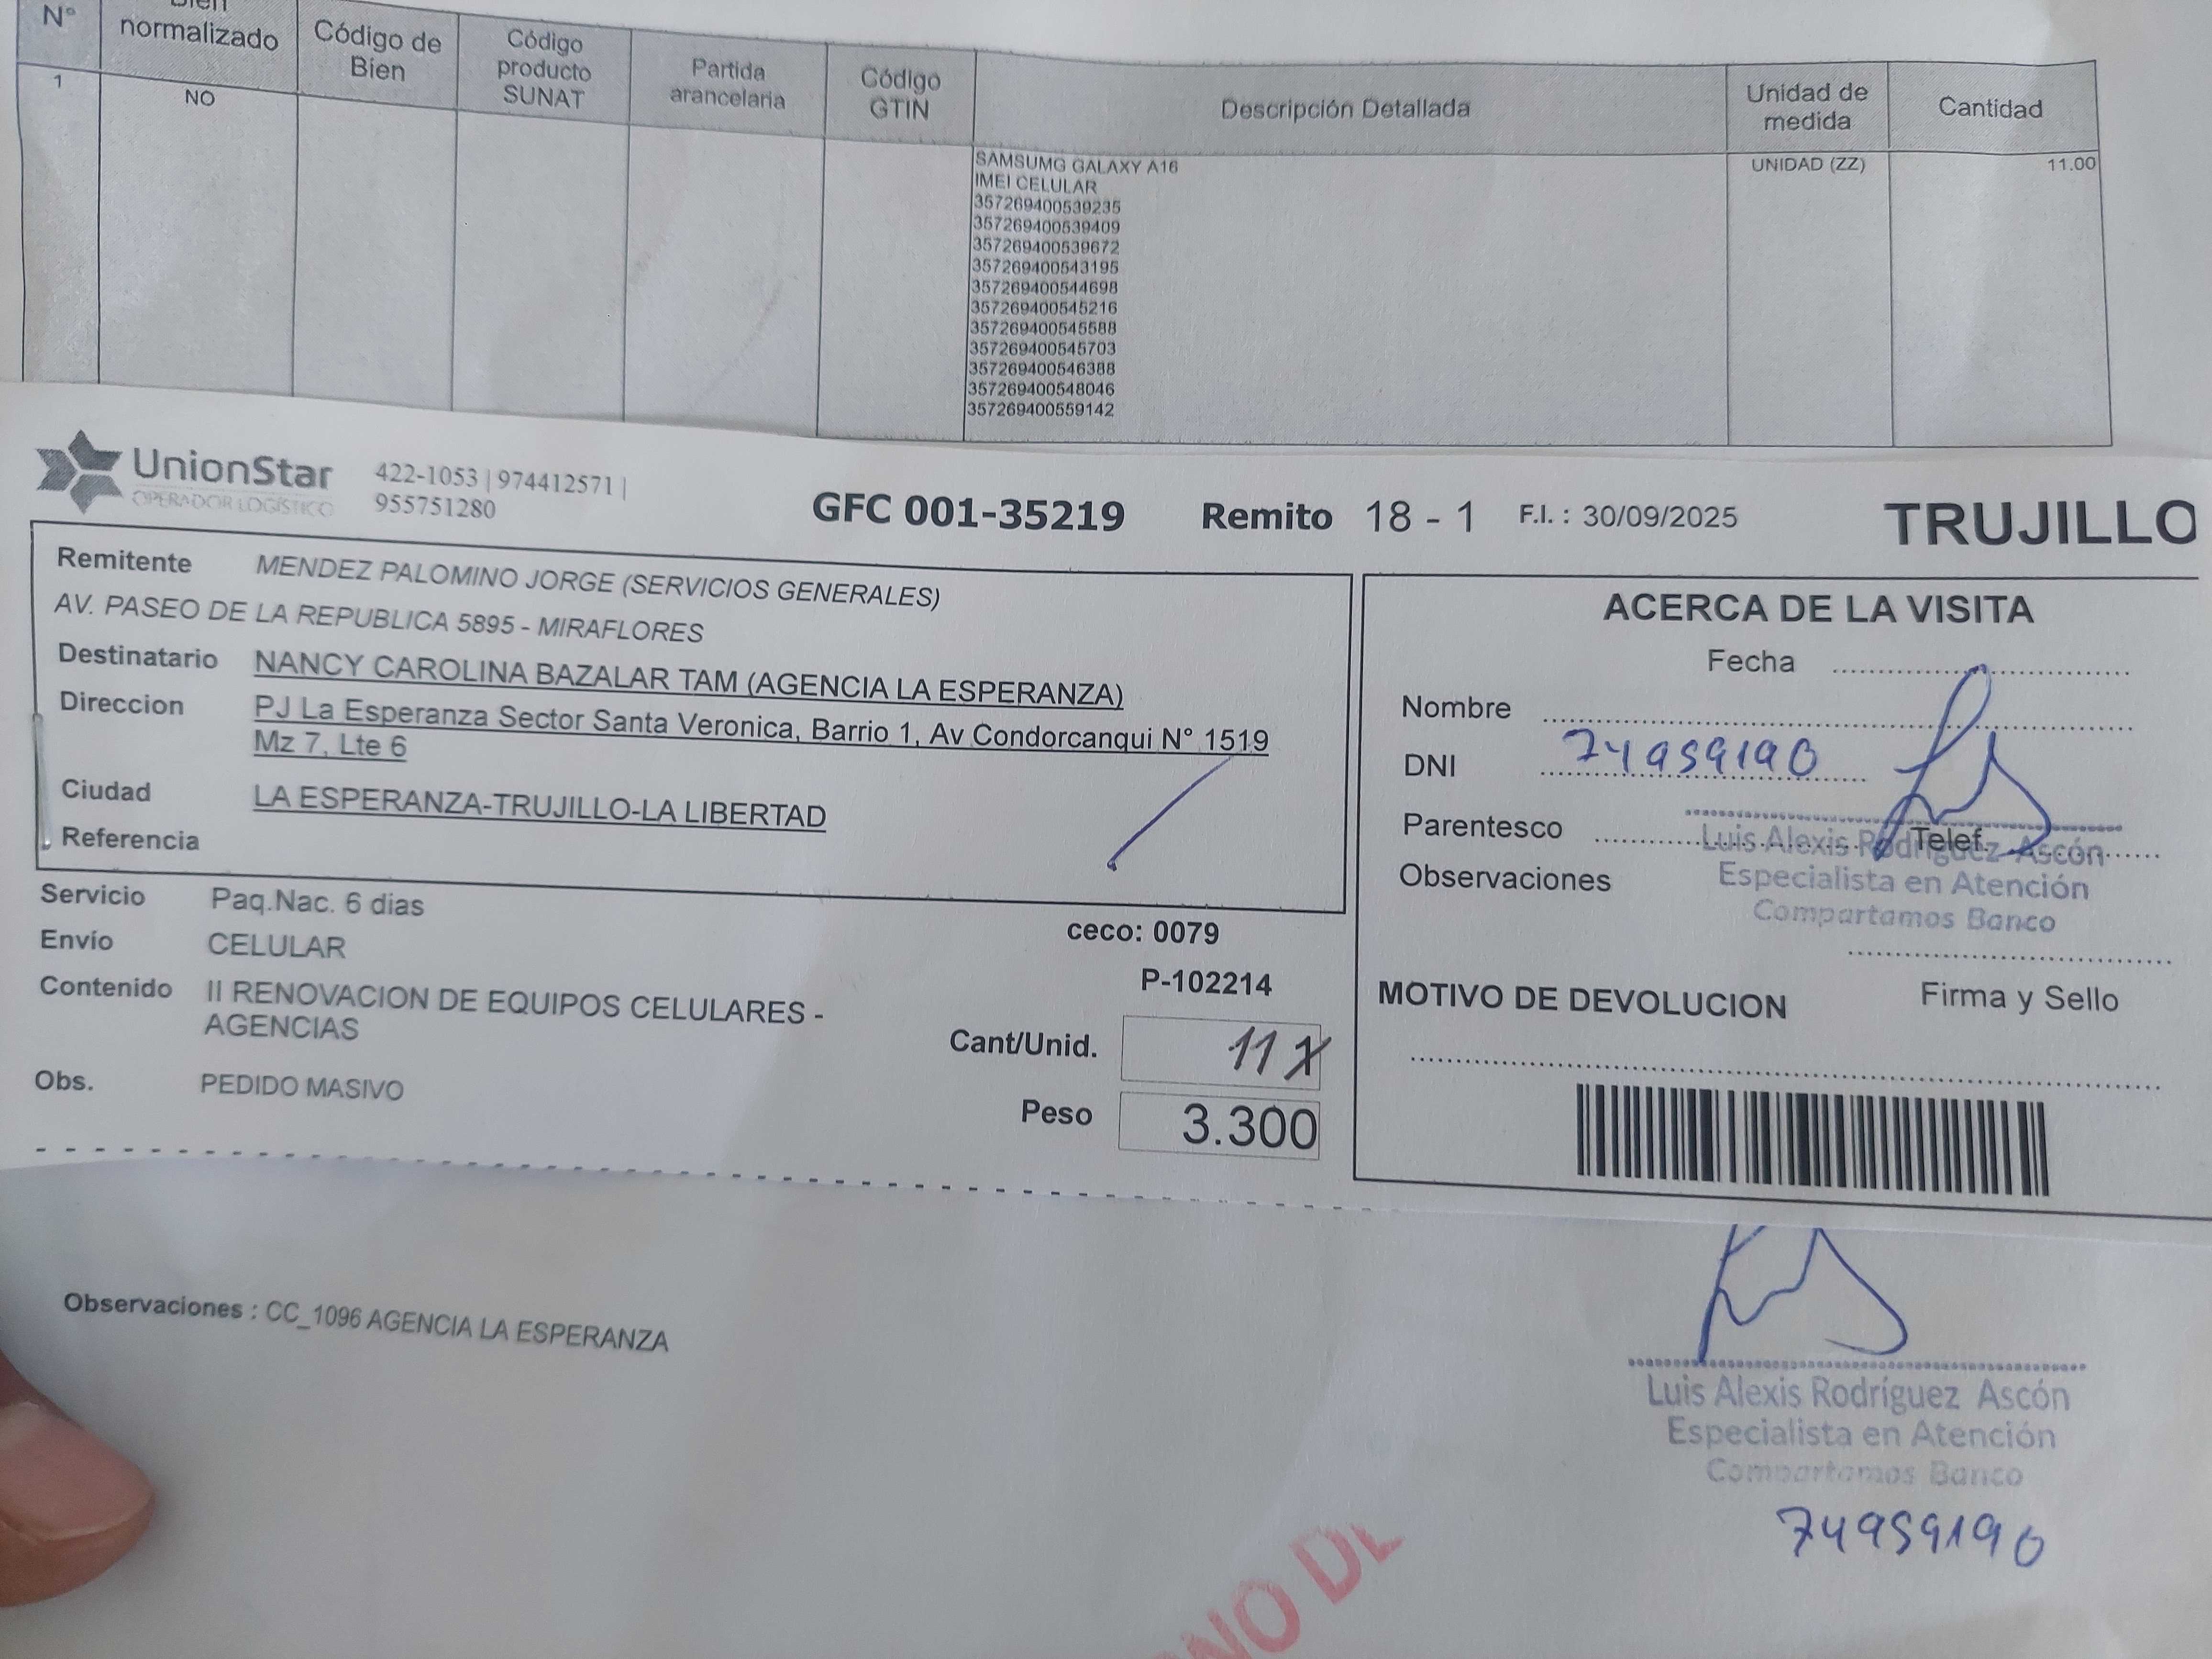 N° Bien normalizado Código de Bien Código producto SUNAT Partida arancelaria Código GTIN Descripción Detallada Unidad de medida Cantidad
1 NO SAMSUMG GALAXY A16 UNIDAD (ZZ) 11.00
IMEI CELULAR
357269400539235
357269400539409
357269400539672
357269400543195
357269400544698
357269400545216
357269400545588
357269400545703
357269400546388
357269400548046
357269400559142
UnionStar
OPERADOR LOGÍSTICO
422-1053 | 974412571 |
955751280
GFC 001-35219 Remito 18 - 1 F.I. : 30/09/2025 TRUJILLO
Remitente MENDEZ PALOMINO JORGE (SERVICIOS GENERALES)
AV. PASEO DE LA REPUBLICA 5895 - MIRAFLORES
Destinatario NANCY CAROLINA BAZALAR TAM (AGENCIA LA ESPERANZA)
Direccion PJ La Esperanza Sector Santa Veronica, Barrio 1, Av Condorcanqui N° 1519
Mz 7, Lte 6
Ciudad LA ESPERANZA-TRUJILLO-LA LIBERTAD
Referencia
Servicio Paq.Nac. 6 dias
Envío CELULAR
Contenido II RENOVACION DE EQUIPOS CELULARES -
AGENCIAS
Obs. PEDIDO MASIVO
ceco: 0079
P-102214
Cant/Unid. 11
Peso 3.300
ACERCA DE LA VISITA
Fecha
Nombre
DNI 74959190
Parentesco Telef.
Luis Alexis Rodríguez Ascón
Observaciones
Especialista en Atención
Compartamos Banco
MOTIVO DE DEVOLUCION Firma y Sello
Observaciones : CC_1096 AGENCIA LA ESPERANZA
Luis Alexis Rodríguez Ascón
Especialista en Atención
Compartamos Banco
74959190